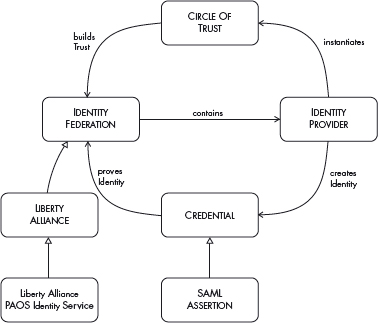 CIRCLE OF
TRUST
builds
Trust
instantiates
IDENTITY
FEDERATION
contains
IDENTITY
PROVIDER
proves
Identity
creates
Identity
LIBERTY
ALLIANCE
CREDENTIAL
Liberty Alliance
PAOS Identity Service
SAML
ASSERTION